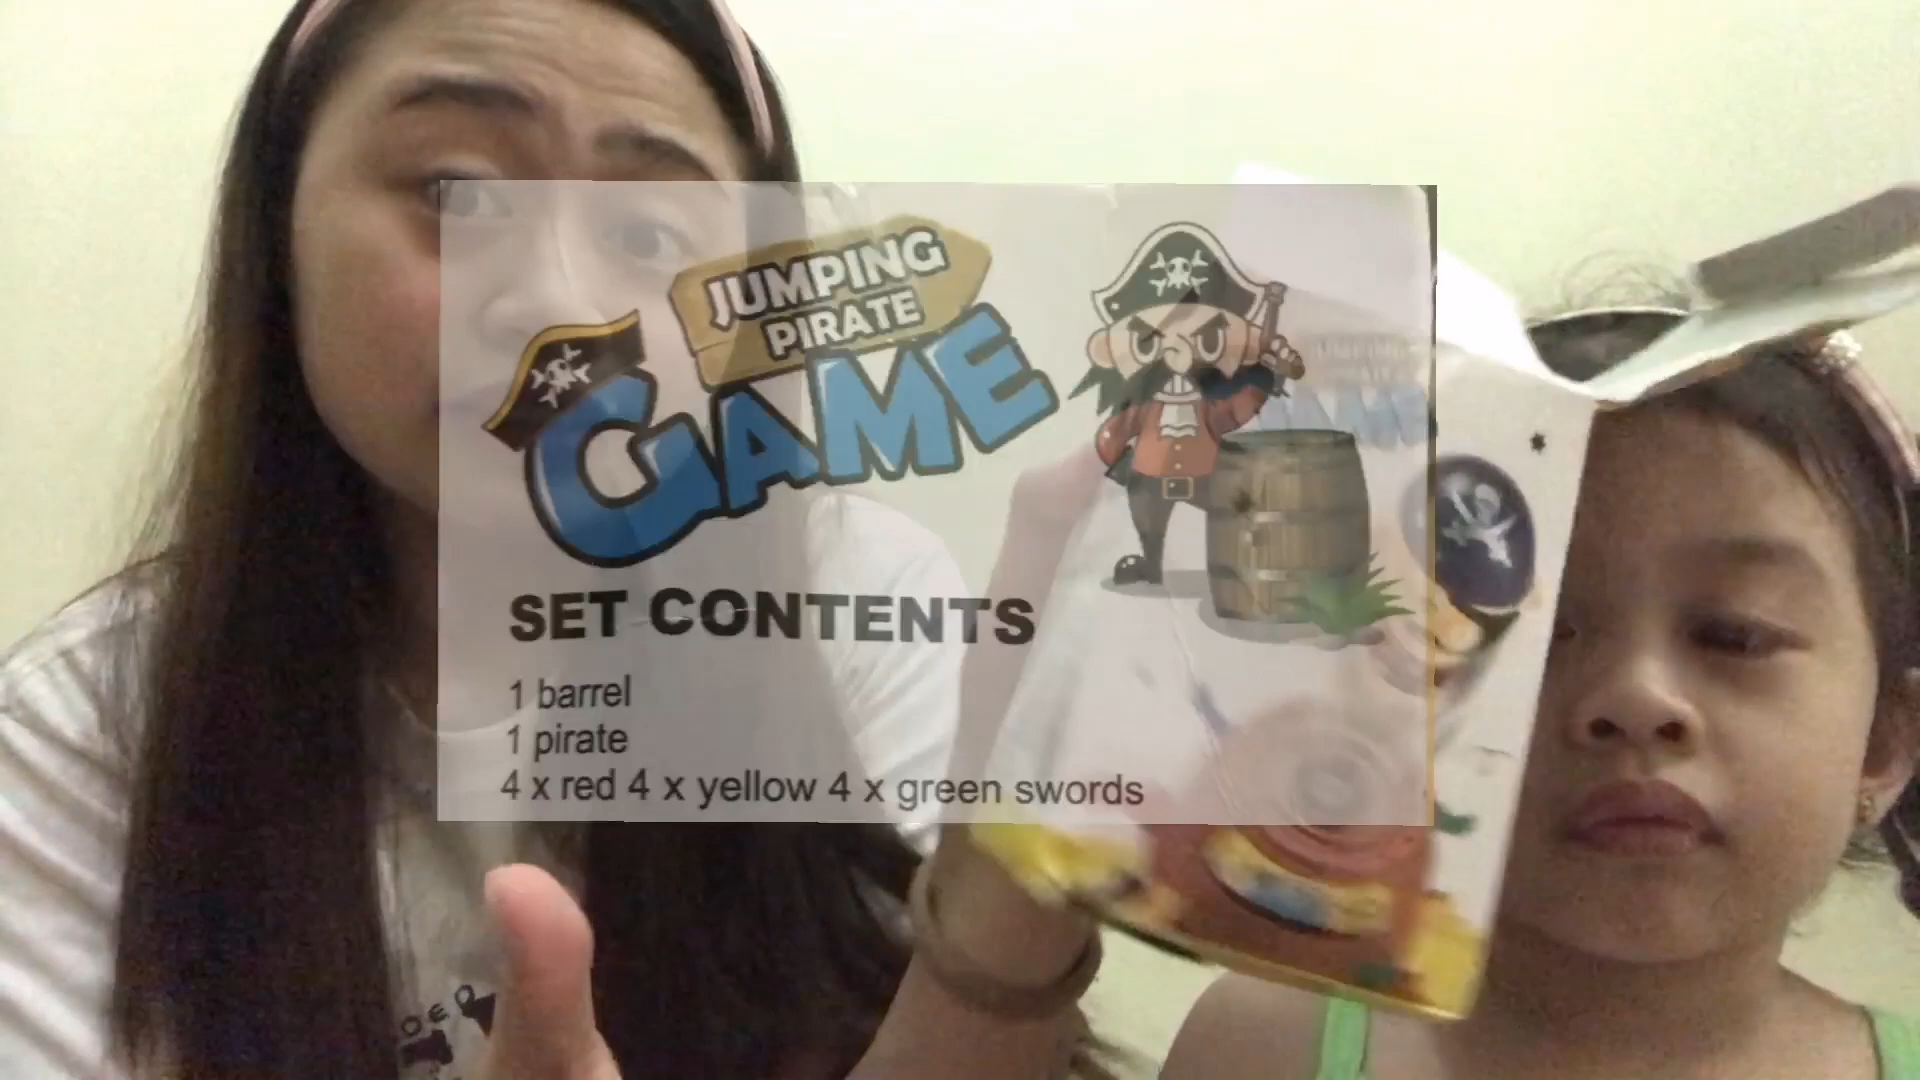 JUMPING
PIRATE
GAME
SET CONTENTS
1 barrel
1 pirate
4 x red 4 x yellow 4 x green swords